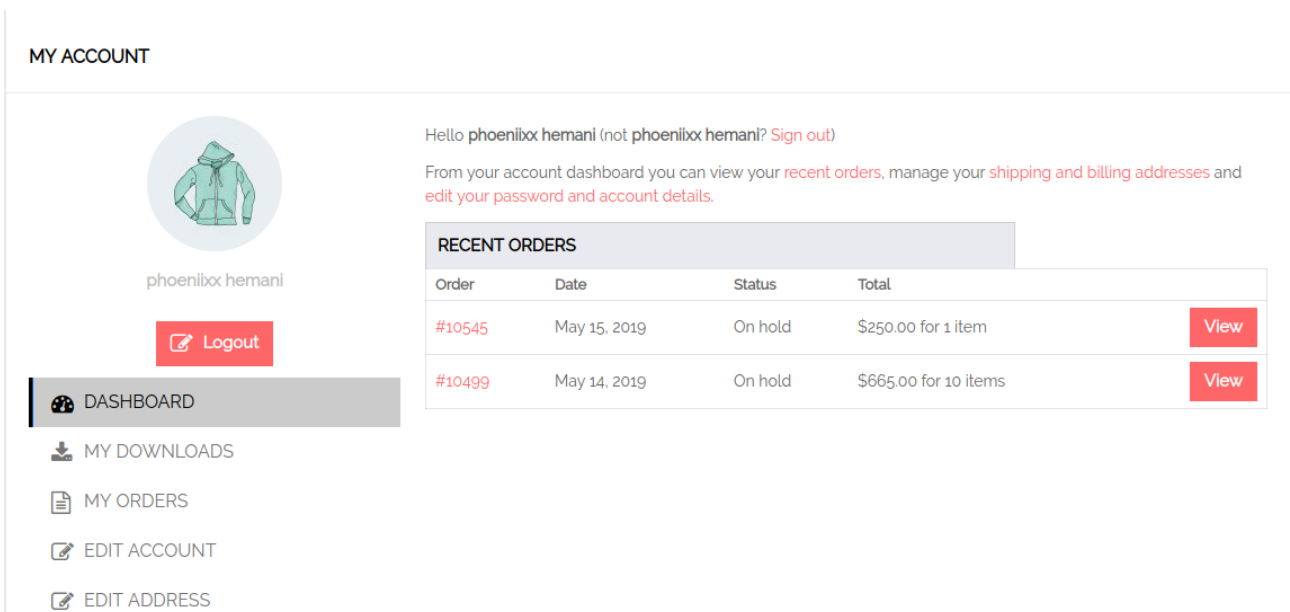 MY ACCOUNT
phoeniixx hemani
Logout
DASHBOARD
MY DOWNLOADS
MY ORDERS
EDIT ACCOUNT
EDIT ADDRESS
Hello phoeniixx hemani (not phoeniixx hemani? Sign out)
From your account dashboard you can view your recent orders, manage your shipping and billing addresses and
edit your password and account details.
RECENT ORDERS
Order Date Status Total
#10545 May 15, 2019 On hold $250.00 for 1 item View
#10499 May 14, 2019 On hold $665.00 for 10 items View